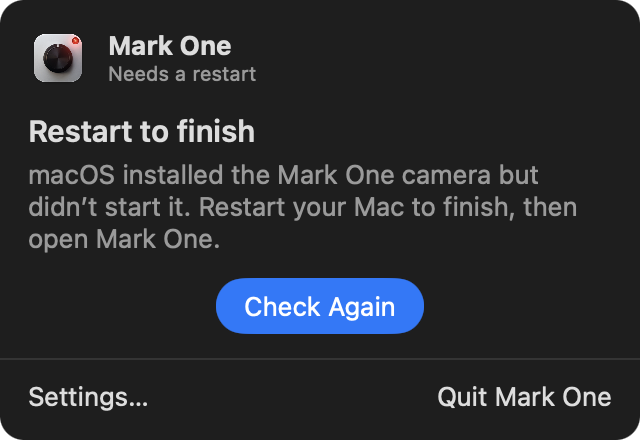 Mark One
Needs a restart
Restart to finish
macOS installed the Mark One camera but
didn’t start it. Restart your Mac to finish, then
open Mark One.
Check Again
Settings...
Quit Mark One